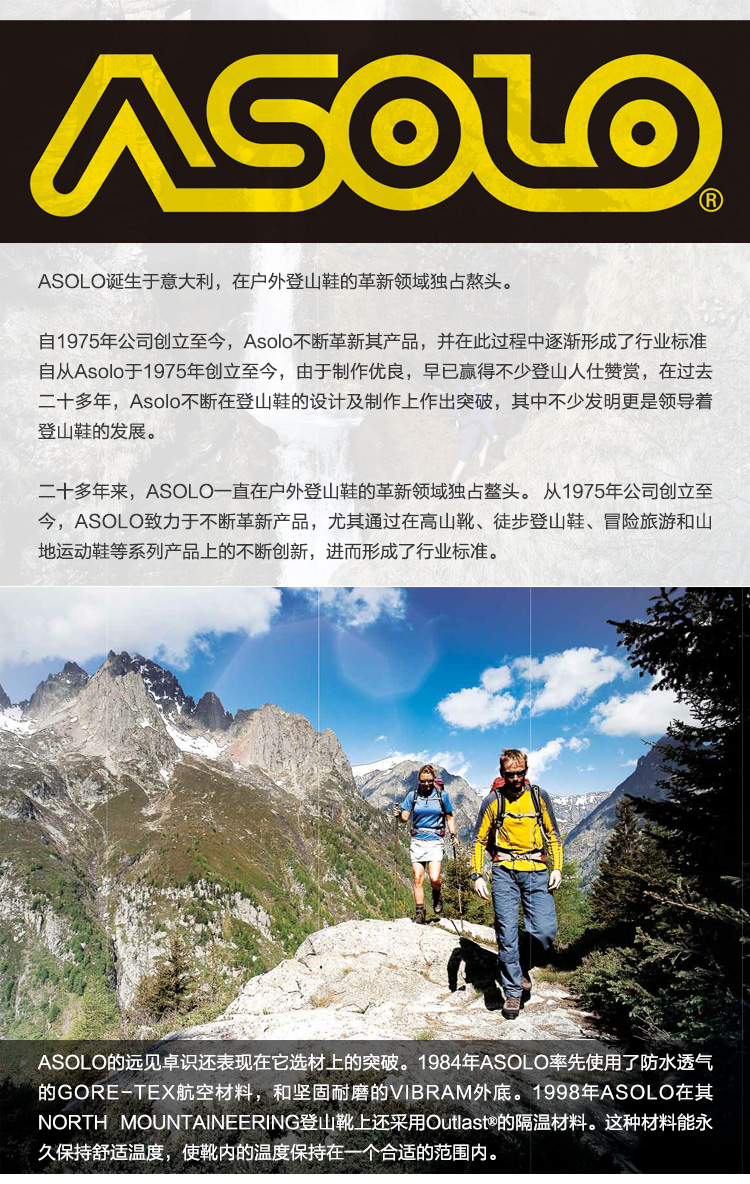 ASOLO®
ASOLO诞生于意大利，在户外登山鞋的革新领域独占熬头。
自1975年公司创立至今，Asolo不断革新其产品，并在此过程中逐渐形成了行业标准
自从Asolo于1975年创立至今，由于制作优良，早已赢得不少登山人仕赞赏，在过去
二十多年，Asolo不断在登山鞋的设计及制作上作出突破，其中不少发明更是领导着
登山鞋的发展。
二十多年来，ASOLO一直在户外登山鞋的革新领域独占鳌头。 从1975年公司创立至
今，ASOLO致力于不断革新产品，尤其通过在高山靴、徒步登山鞋、冒险旅游和山
地运动鞋等系列产品上的不断创新，进而形成了行业标准。
ASOLO的远见卓识还表现在它选材上的突破。1984年ASOLO率先使用了防水透气
的GORE-TEX航空材料，和坚固耐磨的VIBRAM外底。1998年ASOLO在其
NORTH MOUNTAINEERING登山靴上还采用Outlast®的隔温材料。这种材料能永
久保持舒适温度，使靴内的温度保持在一个合适的范围内。